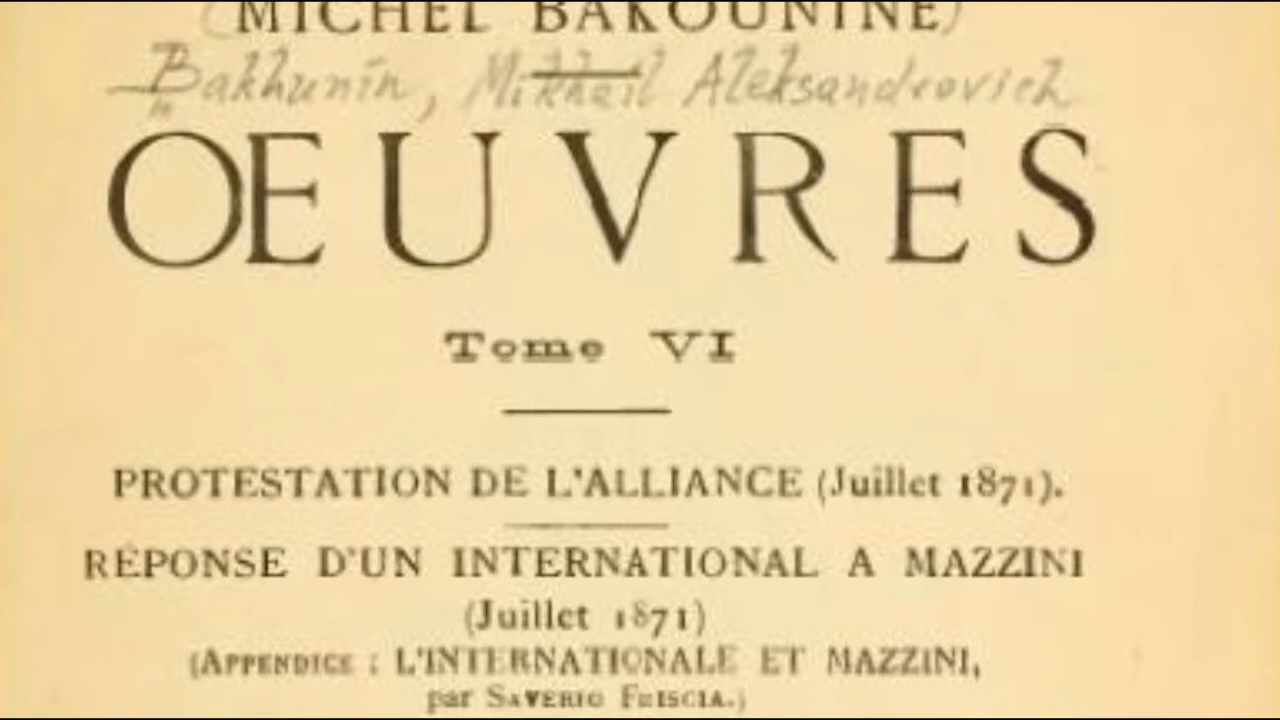 (MICHEL BAKOUNINE)
Bakhunin, Mikhail Aleksandrovich
ŒUVRES
Tome VI
PROTESTATION DE L'ALLIANCE (Juillet 1871).
RÉPONSE D'UN INTERNATIONAL A MAZZINI
(Juillet 1871)
(APPENDICE : L'INTERNATIONALE ET MAZZINI,
par SAVERIO FRISCIA.)